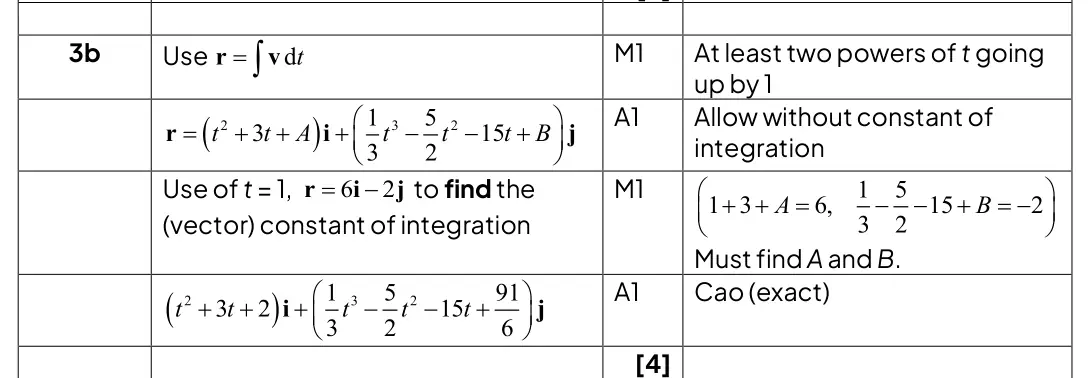 3b Use r = ∫ v dt M1 At least two powers of t going
up by 1
r = (t² + 3t + A)i + (1/3 t³ − 5/2 t² − 15t + B)j A1 Allow without constant of
integration
Use of t = 1, r = 6i − 2j to find the M1 (1 + 3 + A = 6, 1/3 − 5/2 − 15 + B = −2)
(vector) constant of integration
Must find A and B.
(t² + 3t + 2)i + (1/3 t³ − 5/2 t² − 15t + 91/6)j A1 Cao (exact)
[4]